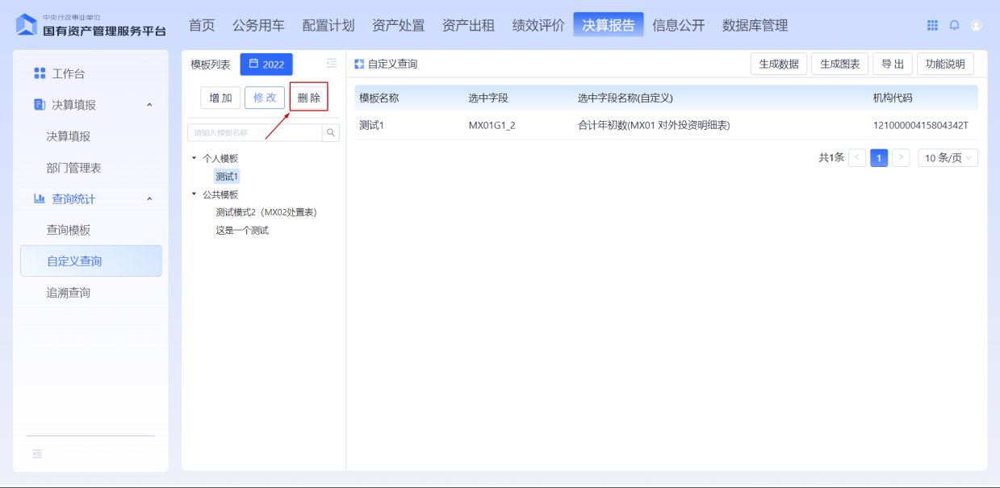 中央行政事业单位
国有资产管理服务平台
首页 公务用车 配置计划 资产处置 资产出租 绩效评价 决算报告 信息公开 数据库管理
工作台
决算填报
决算填报
部门管理表
查询统计
查询模板
自定义查询
追溯查询
模板列表 2022
增加 修改 删除
请输入模板名称
个人模板
测试1
公共模板
测试模式2（MX02处置表）
这是一个测试
自定义查询 生成数据 生成图表 导出 功能说明
模板名称 选中字段 选中字段名称(自定义) 机构代码
测试1 MX01G1_2 合计年初数(MX01 对外投资明细表) 12100000415804342T
共1条 < 1 > 10 条/页